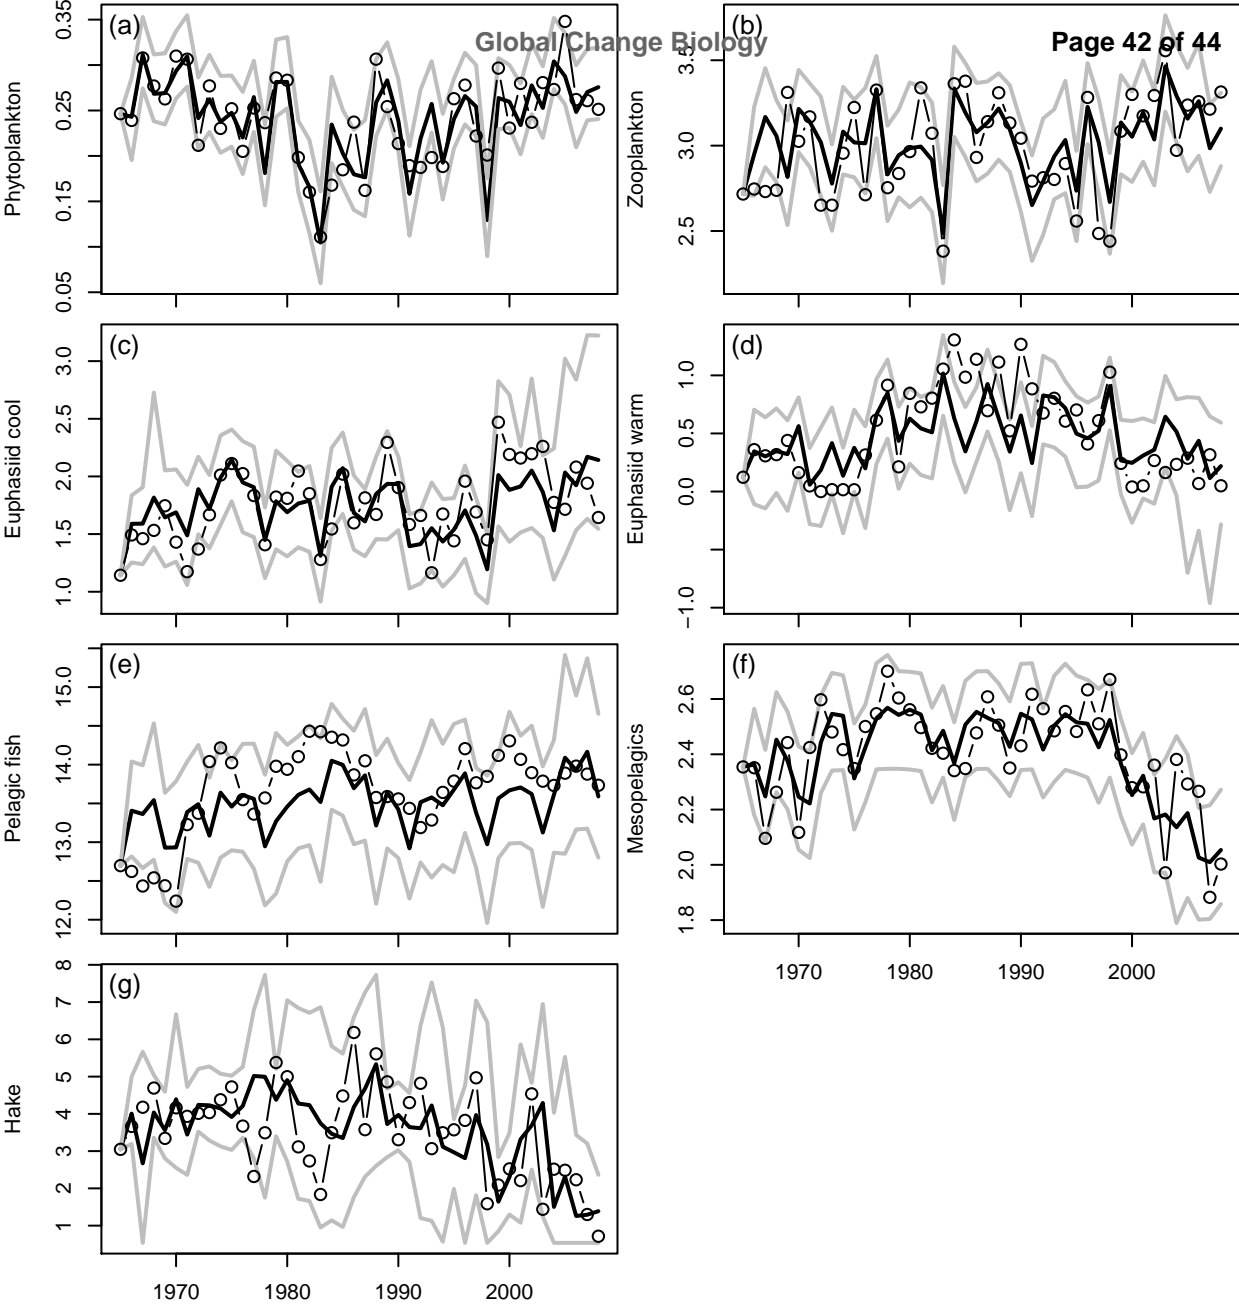 Global Change Biology
Page 42 of 44
(a)
Phytoplankton
0.35
0.25
0.15
0.05
(b)
Zooplankton
3.5
3.0
2.5
(c)
Euphasiid cool
3.0
2.5
2.0
1.5
1.0
(d)
Euphasiid warm
1.0
0.5
0.0
−1.0
(e)
Pelagic fish
15.0
14.0
13.0
12.0
(f)
Mesopelagics
2.6
2.4
2.2
2.0
1.8
1970 1980 1990 2000
(g)
Hake
8
7
6
5
4
3
2
1
1970 1980 1990 2000